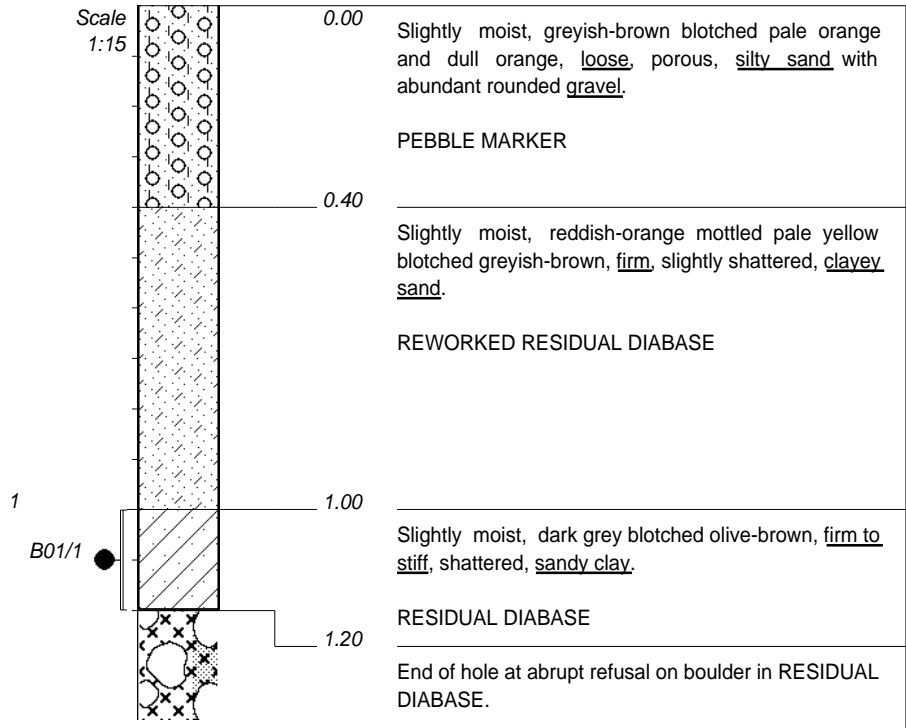 Scale
1:15
0.00
Slightly moist, greyish-brown blotched pale orange
and dull orange, loose, porous, silty sand with
abundant rounded gravel.
PEBBLE MARKER
0.40
Slightly moist, reddish-orange mottled pale yellow
blotched greyish-brown, firm, slightly shattered, clayey
sand.
REWORKED RESIDUAL DIABASE
1
1.00
B01/1
Slightly moist, dark grey blotched olive-brown, firm to
stiff, shattered, sandy clay.
RESIDUAL DIABASE
1.20
End of hole at abrupt refusal on boulder in RESIDUAL
DIABASE.